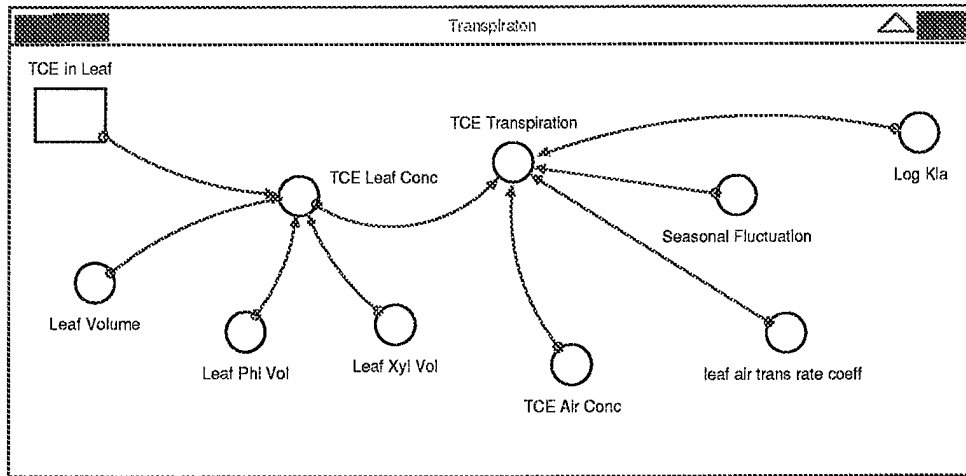 Transpiraton
TCE in Leaf
TCE Transpiration
TCE Leaf Conc
Log Kla
Seasonal Fluctuation
Leaf Volume
Leaf Phl Vol
Leaf Xyl Vol
leaf air trans rate coeff
TCE Air Conc